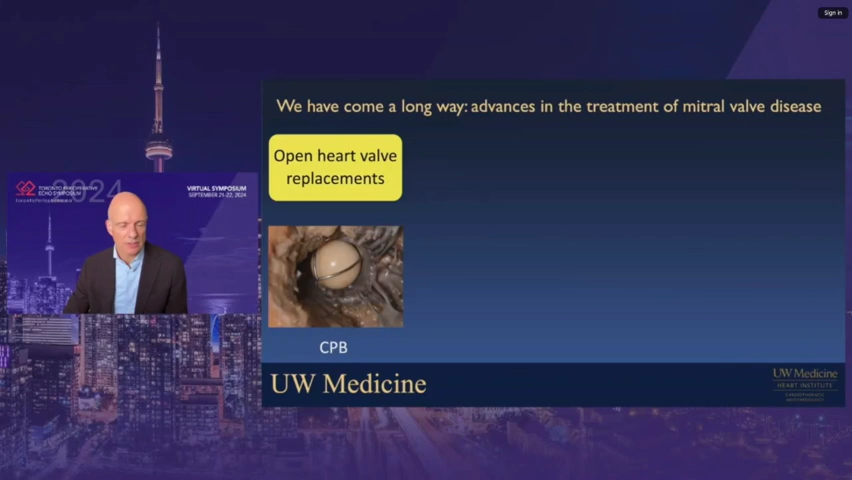 Sign in
We have come a long way: advances in the treatment of mitral valve disease
Open heart valve
replacements
TORONTO PERIOPERATIVE
ECHO SYMPOSIUM
2024
VIRTUAL SYMPOSIUM
SEPTEMBER 21-22, 2024
CPB
UW Medicine
UW Medicine
HEART INSTITUTE